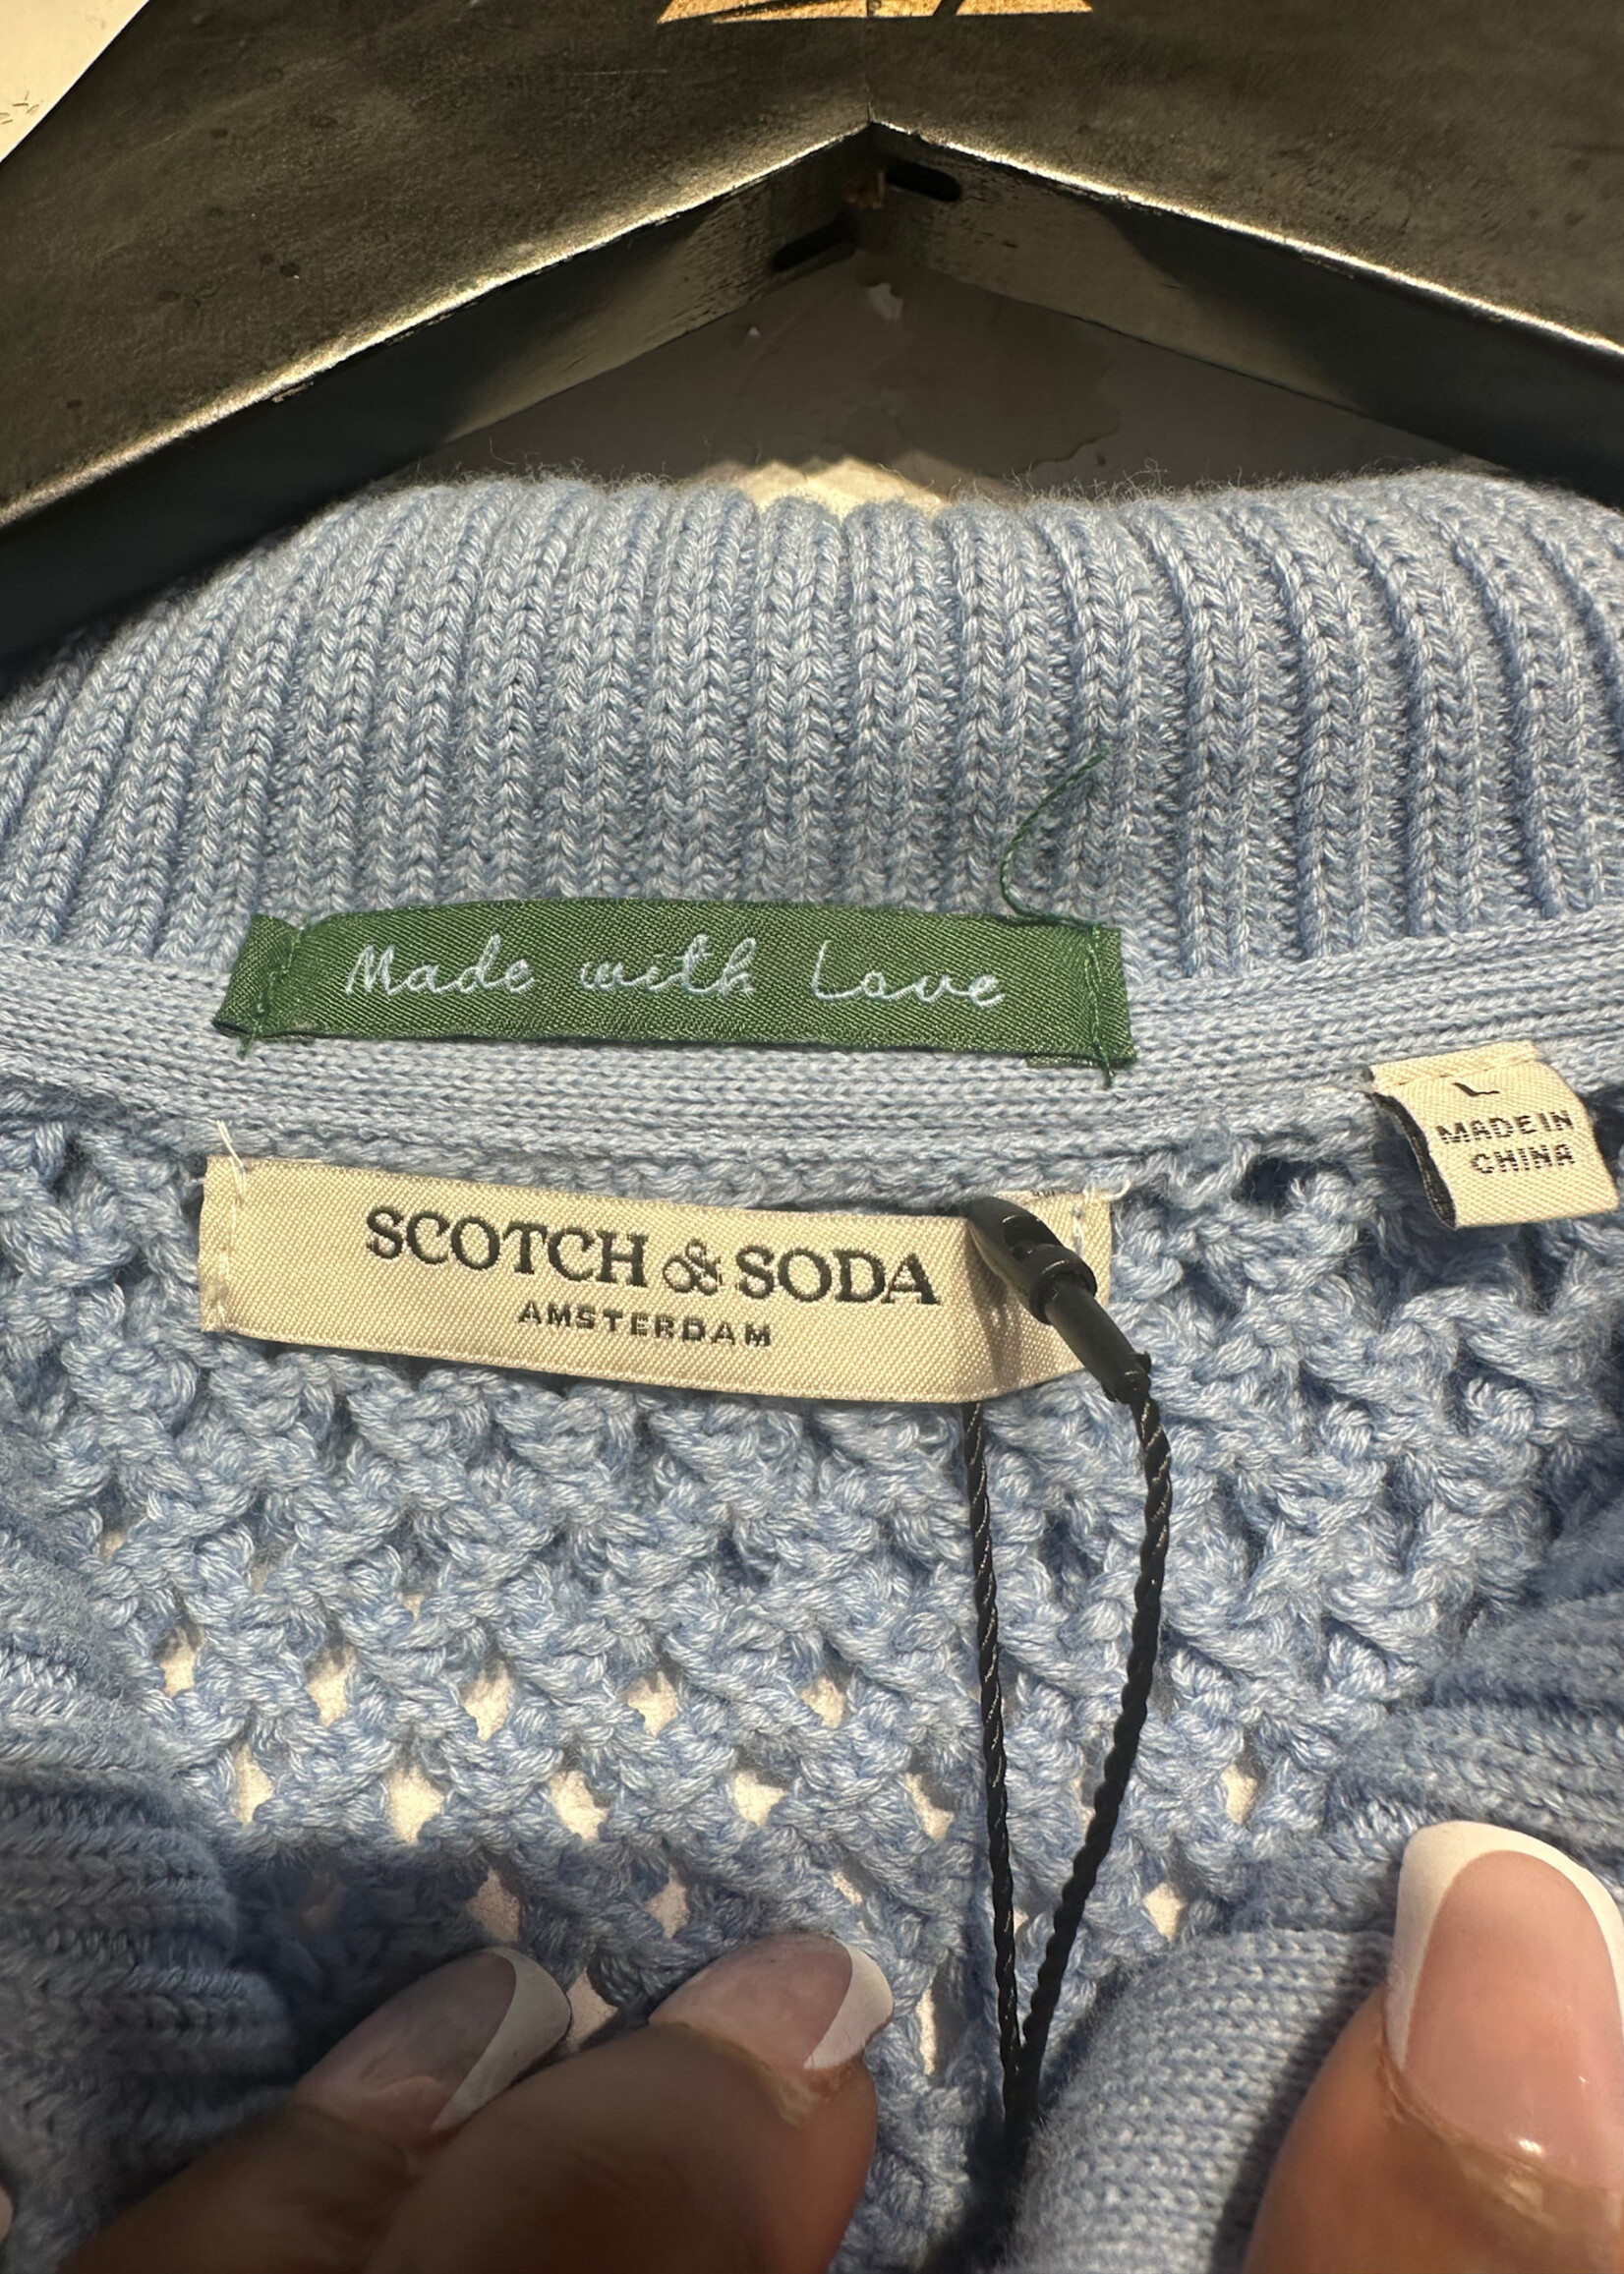 Made with Love
L
MADE IN
CHINA
SCOTCH & SODA
AMSTERDAM